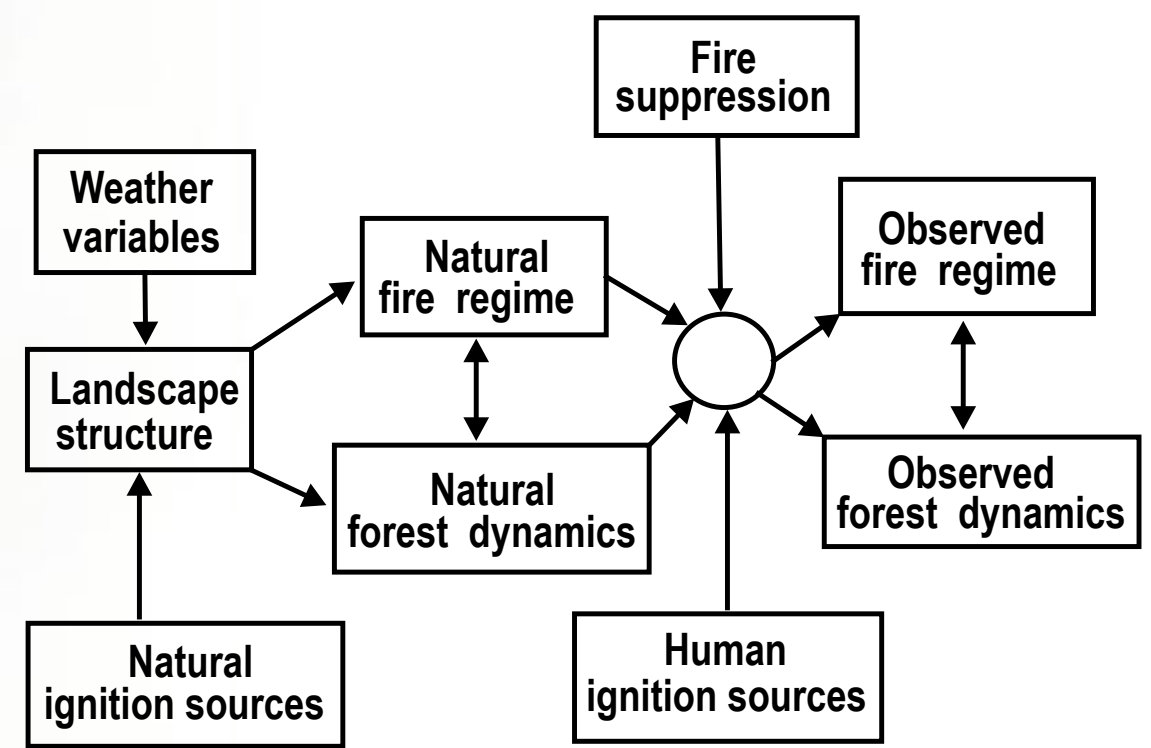 Fire
suppression
Weather
variables
Natural
fire regime
Observed
fire regime
Landscape
structure
Natural
forest dynamics
Observed
forest dynamics
Natural
ignition sources
Human
ignition sources